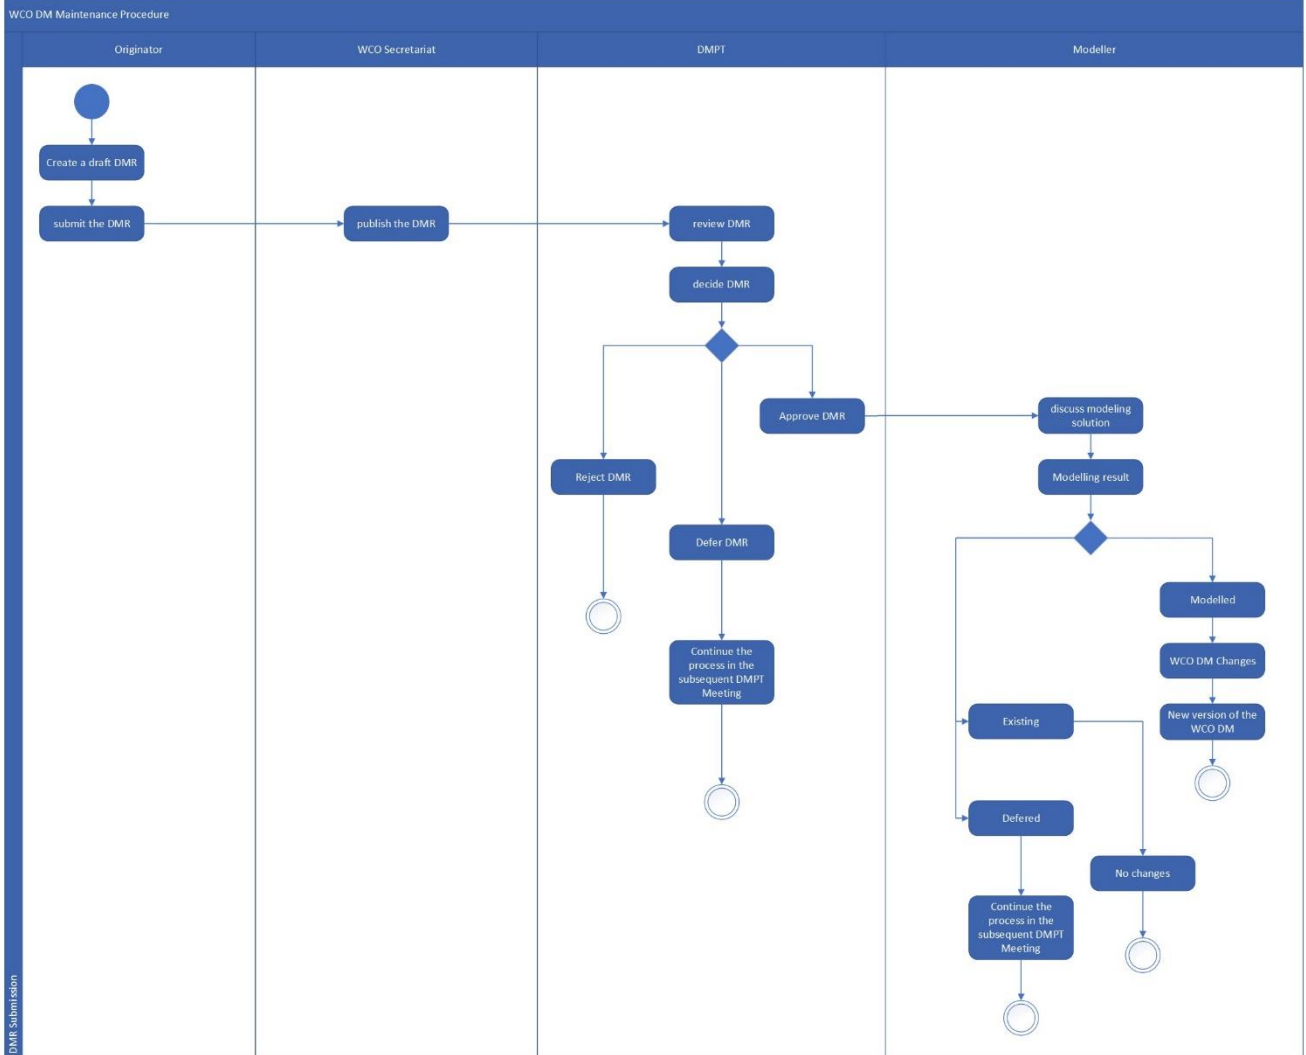 WCO DM Maintenance Procedure
Originator
WCO Secretariat
DMPT
Modeller
Create a draft DMR
submit the DMR
publish the DMR
review DMR
decide DMR
Approve DMR
discuss modeling
solution
Reject DMR
Modelling result
Defer DMR
Modelled
Continue the
process in the
subsequent DMPT
Meeting
WCO DM Changes
Existing
New version of the
WCO DM
Defered
No changes
Continue the
process in the
subsequent DMPT
Meeting
DMR Submission